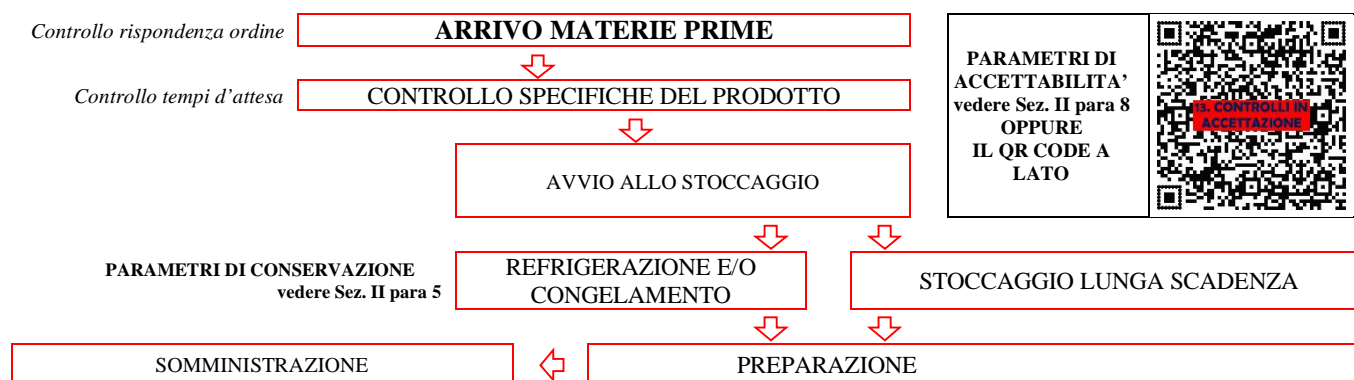 Controllo rispondenza ordine
ARRIVO MATERIE PRIME
Controllo tempi d'attesa
CONTROLLO SPECIFICHE DEL PRODOTTO
PARAMETRI DI
ACCETTABILITA'
vedere Sez. II para 8
OPPURE
IL QR CODE A
LATO
13. CONTROLLI IN
ACCETTAZIONE
AVVIO ALLO STOCCAGGIO
PARAMETRI DI CONSERVAZIONE
vedere Sez. II para 5
REFRIGERAZIONE E/O
CONGELAMENTO
STOCCAGGIO LUNGA SCADENZA
SOMMINISTRAZIONE
PREPARAZIONE